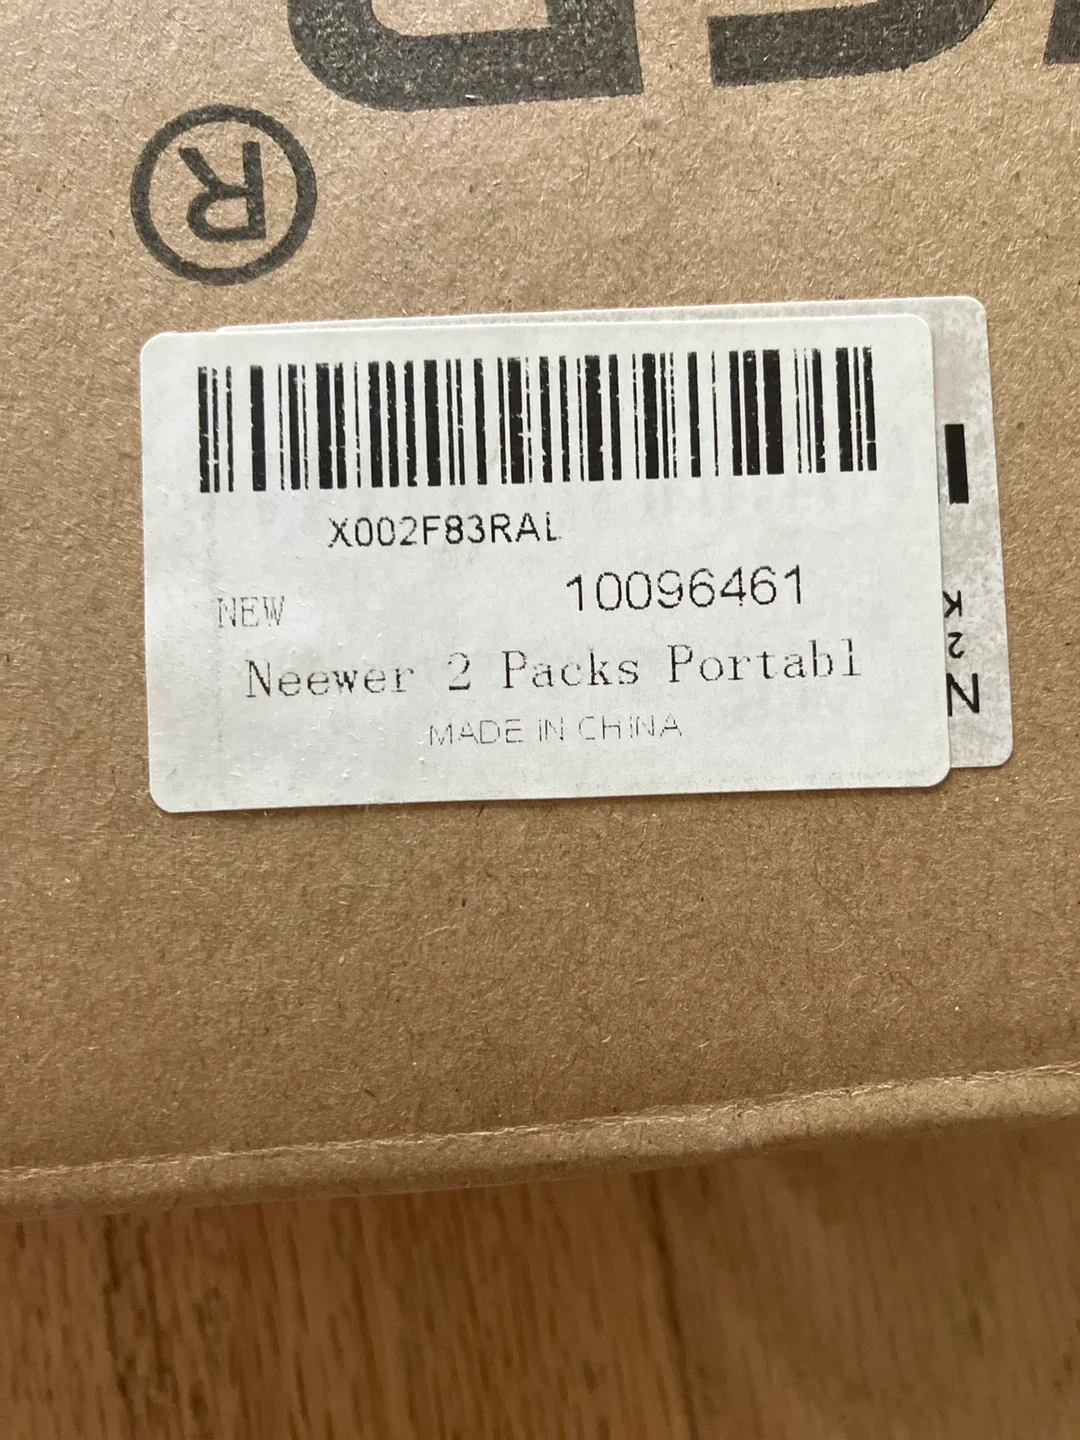 ®
X002F83RAL
10096461
NEW
Neewer 2 Packs Portabl
MADE IN CHINA